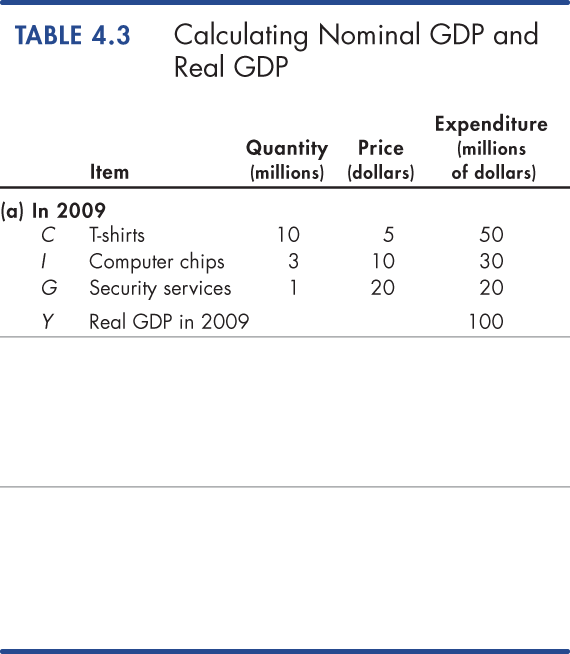 TABLE 4.3 Calculating Nominal GDP and
Real GDP
Expenditure
Quantity Price (millions
Item (millions) (dollars) of dollars)
(a) In 2009
C T-shirts 10 5 50
I Computer chips 3 10 30
G Security services 1 20 20
Y Real GDP in 2009 100